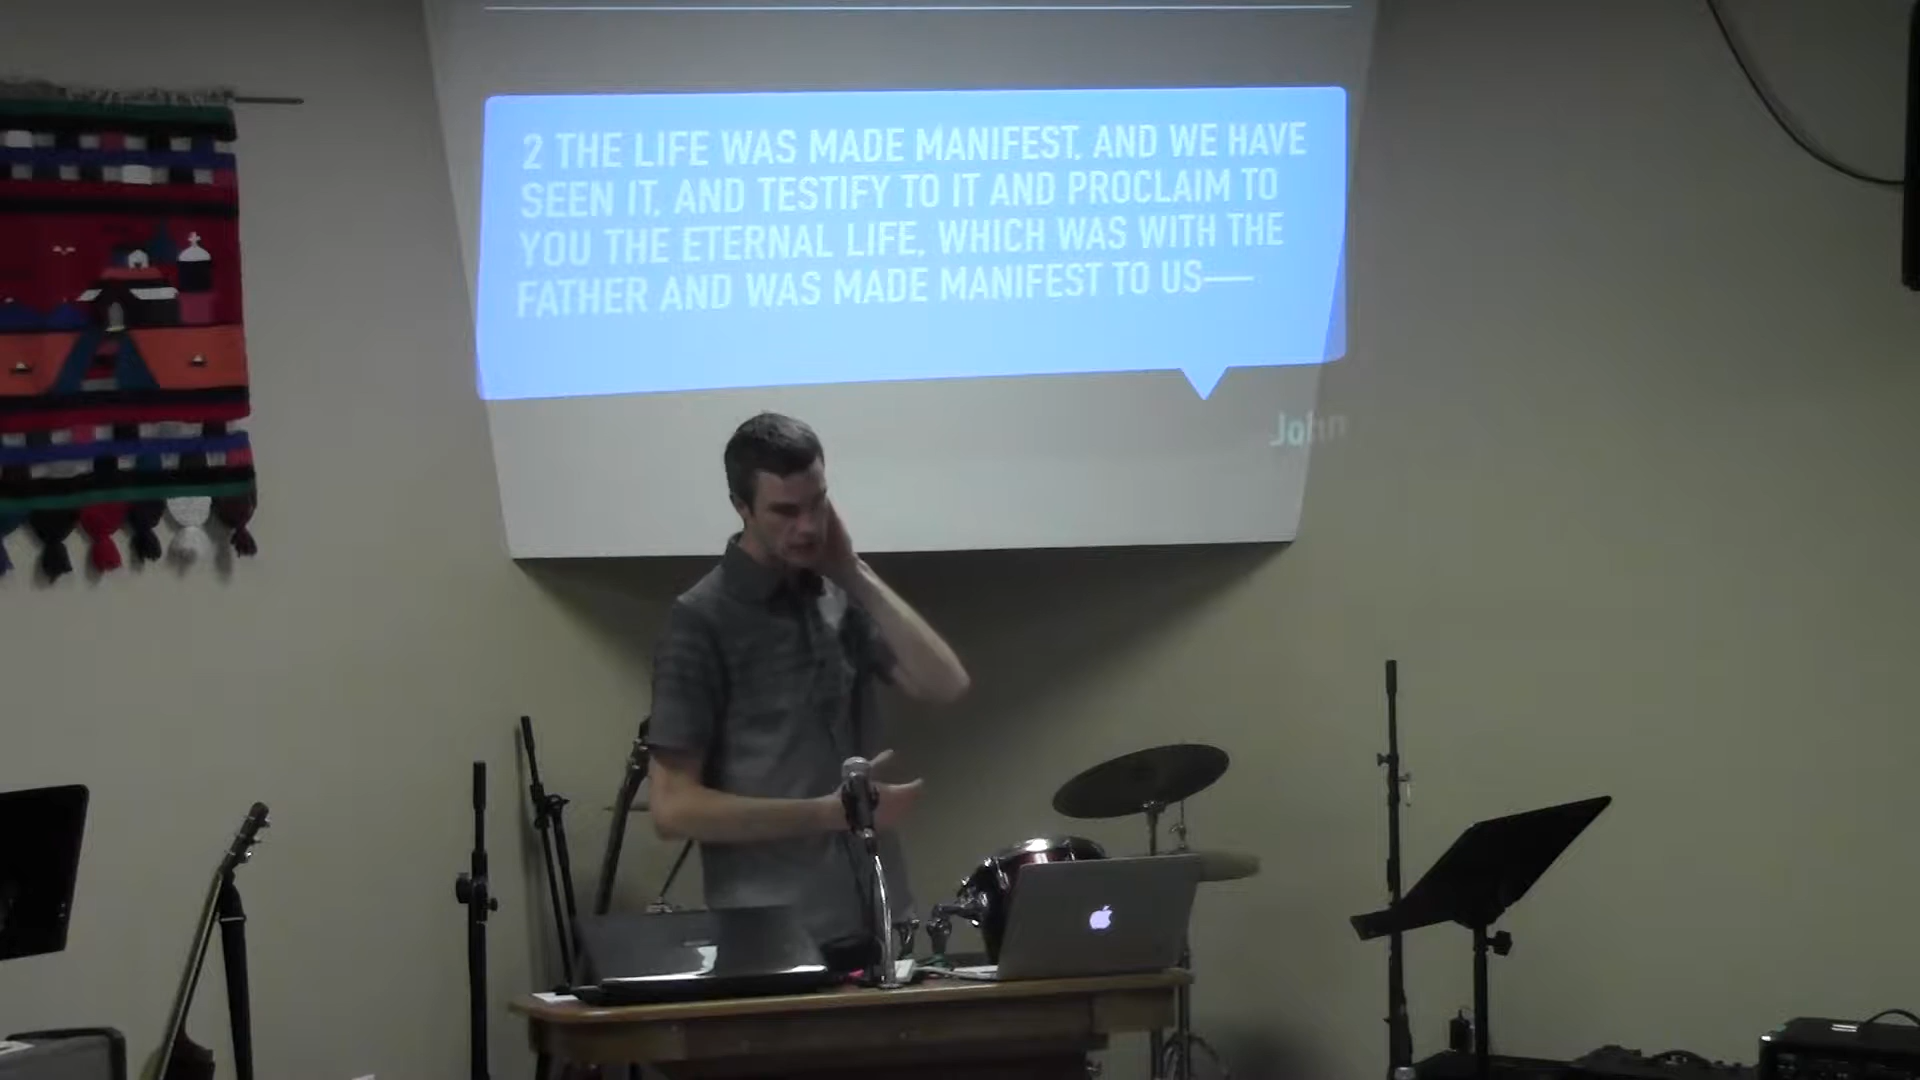 2 THE LIFE WAS MADE MANIFEST, AND WE HAVE
SEEN IT, AND TESTIFY TO IT AND PROCLAIM TO
YOU THE ETERNAL LIFE, WHICH WAS WITH THE
FATHER AND WAS MADE MANIFEST TO US—
John